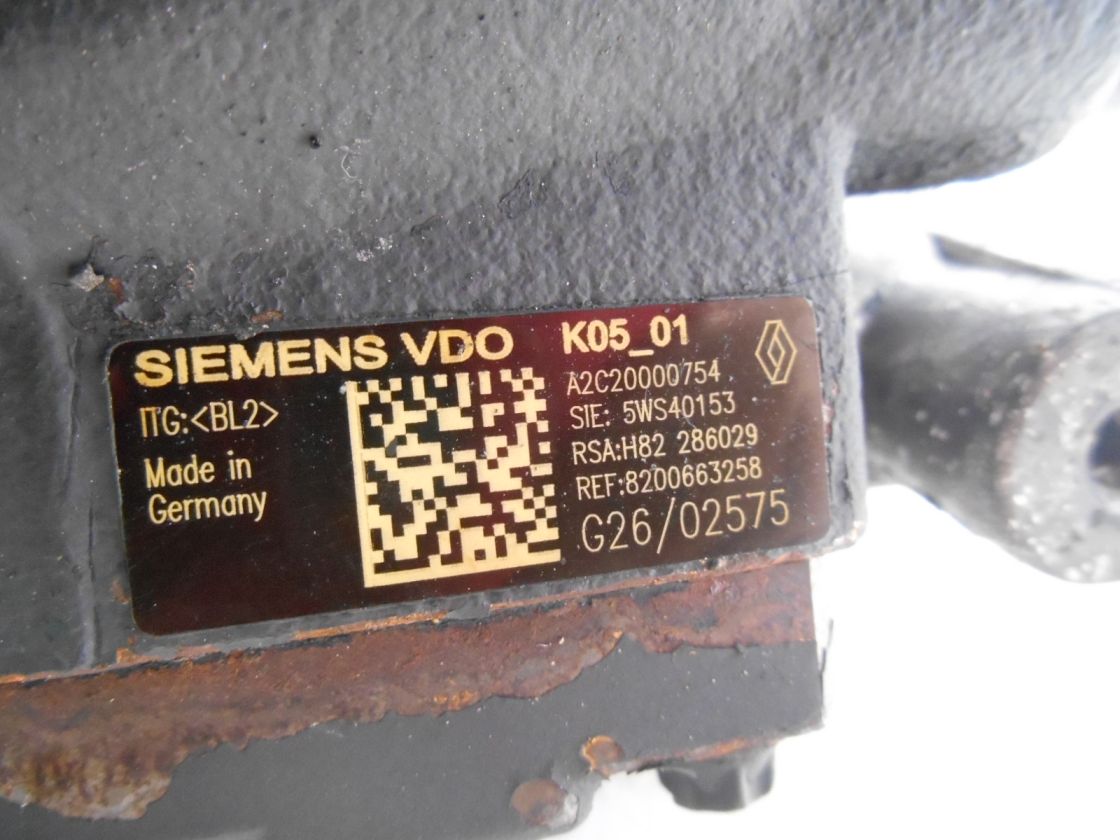 SIEMENS VDO
ITG:<BL2>
Made in
Germany
K05_01
A2C20000754
SIE: 5WS40153
RSA:H82 286029
REF:8200663258
G26/02575